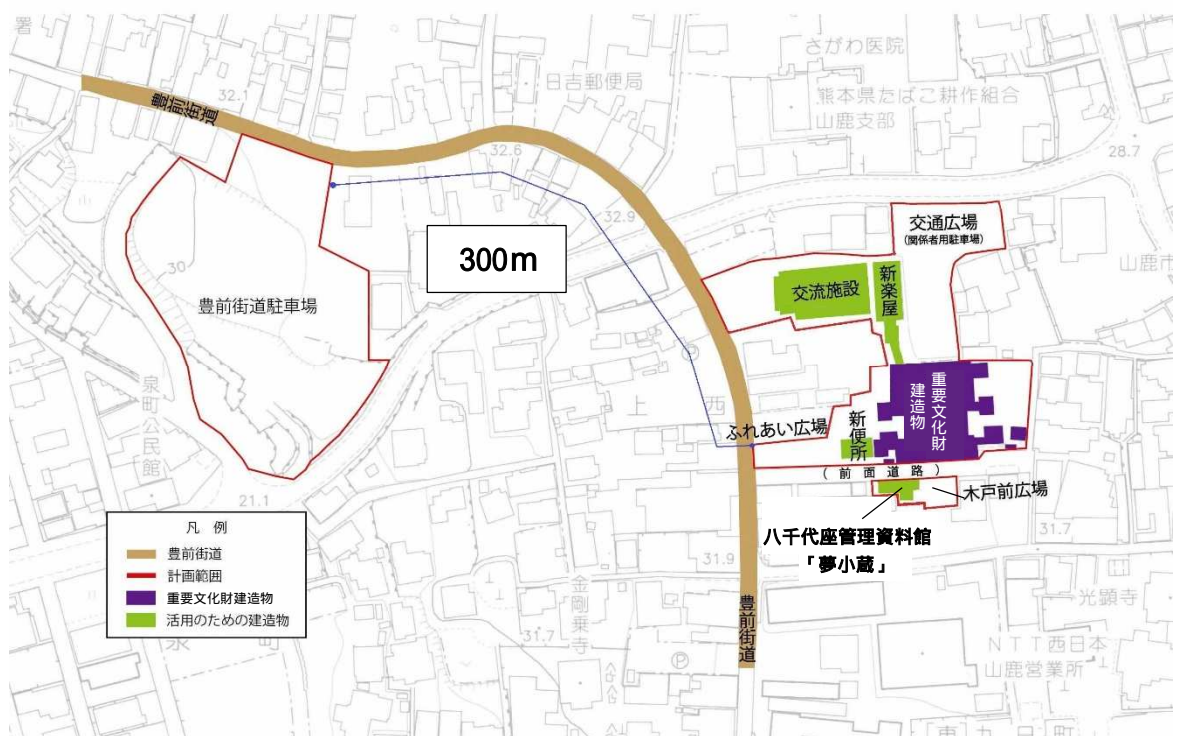 署
さがわ医院
日吉郵便局
熊本県たばこ耕作組合
山鹿支部
32.1
豊前街道
32.6
28.7
32.9
交通広場
(関係者用駐車場)
山鹿市
300m
30
新楽屋
交流施設
豊前街道駐車場
重要文化財
建造物
上
西
ふれあい広場
新便所
(前面道路)
木戸前広場
八千代座管理資料館
「夢小蔵」
泉町
民館
21.1
31.7
31.9
凡 例
豊前街道
計画範囲
重要文化財建造物
活用のための建造物
豊前街道
金剛乗寺
31.7
P
光顕寺
NTT西日本
山鹿営業所
町
東九日町